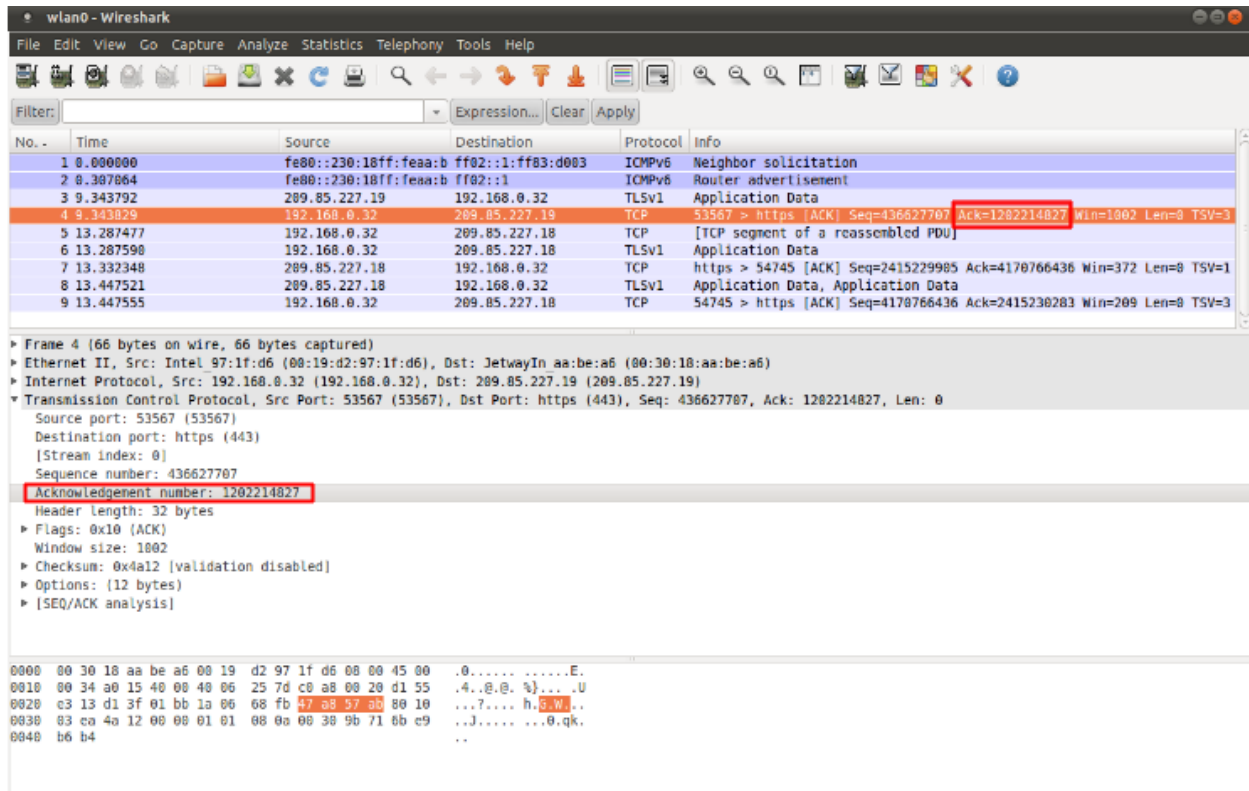 wlan0 - Wireshark
File Edit View Go Capture Analyze Statistics Telephony Tools Help
Filter: Expression... Clear Apply
No. . Time Source Destination Protocol Info
1 0.000000 fe80::230:18ff:feaa:b ff02::1:ff83:d003 ICMPv6 Neighbor solicitation
2 0.307064 fe80::230:18ff:feaa:b ff02::1 ICMPv6 Router advertisement
3 9.343792 209.85.227.19 192.168.0.32 TLSv1 Application Data
4 9.343829 192.168.0.32 209.85.227.19 TCP 53567 > https [ACK] Seq=436627707 Ack=1202214827 Win=1002 Len=0 TSV=3
5 13.287477 192.168.0.32 209.85.227.18 TCP [TCP segment of a reassembled PDU]
6 13.287590 192.168.0.32 209.85.227.18 TLSv1 Application Data
7 13.332348 209.85.227.18 192.168.0.32 TCP https > 54745 [ACK] Seq=2415229905 Ack=4170766436 Win=372 Len=0 TSV=1
8 13.447521 209.85.227.18 192.168.0.32 TLSv1 Application Data, Application Data
9 13.447555 192.168.0.32 209.85.227.18 TCP 54745 > https [ACK] Seq=4170766436 Ack=2415230283 Win=209 Len=0 TSV=3
Frame 4 (66 bytes on wire, 66 bytes captured)
Ethernet II, Src: Intel_97:1f:d6 (00:19:d2:97:1f:d6), Dst: JetwayIn_aa:be:a6 (00:30:18:aa:be:a6)
Internet Protocol, Src: 192.168.0.32 (192.168.0.32), Dst: 209.85.227.19 (209.85.227.19)
Transmission Control Protocol, Src Port: 53567 (53567), Dst Port: https (443), Seq: 436627707, Ack: 1202214827, Len: 0
Source port: 53567 (53567)
Destination port: https (443)
[Stream index: 0]
Sequence number: 436627707
Acknowledgement number: 1202214827
Header length: 32 bytes
Flags: 0x10 (ACK)
Window size: 1002
Checksum: 0x4a12 [validation disabled]
Options: (12 bytes)
[SEQ/ACK analysis]
0000 00 30 18 aa be a6 00 19 d2 97 1f d6 08 00 45 00 .0...... ......E.
0010 00 34 a0 15 40 00 40 06 25 7d c0 a8 00 20 d1 55 .4..@.@. %}... .U
0020 e3 13 d1 3f 01 bb 1a 06 68 fb 47 a8 57 ab 80 10 ...?.... h.G.W...
0030 03 ea 4a 12 00 00 01 01 08 0a 00 30 9b 71 6b e9 ..J..... ...0.qk.
0040 b6 b4 ..